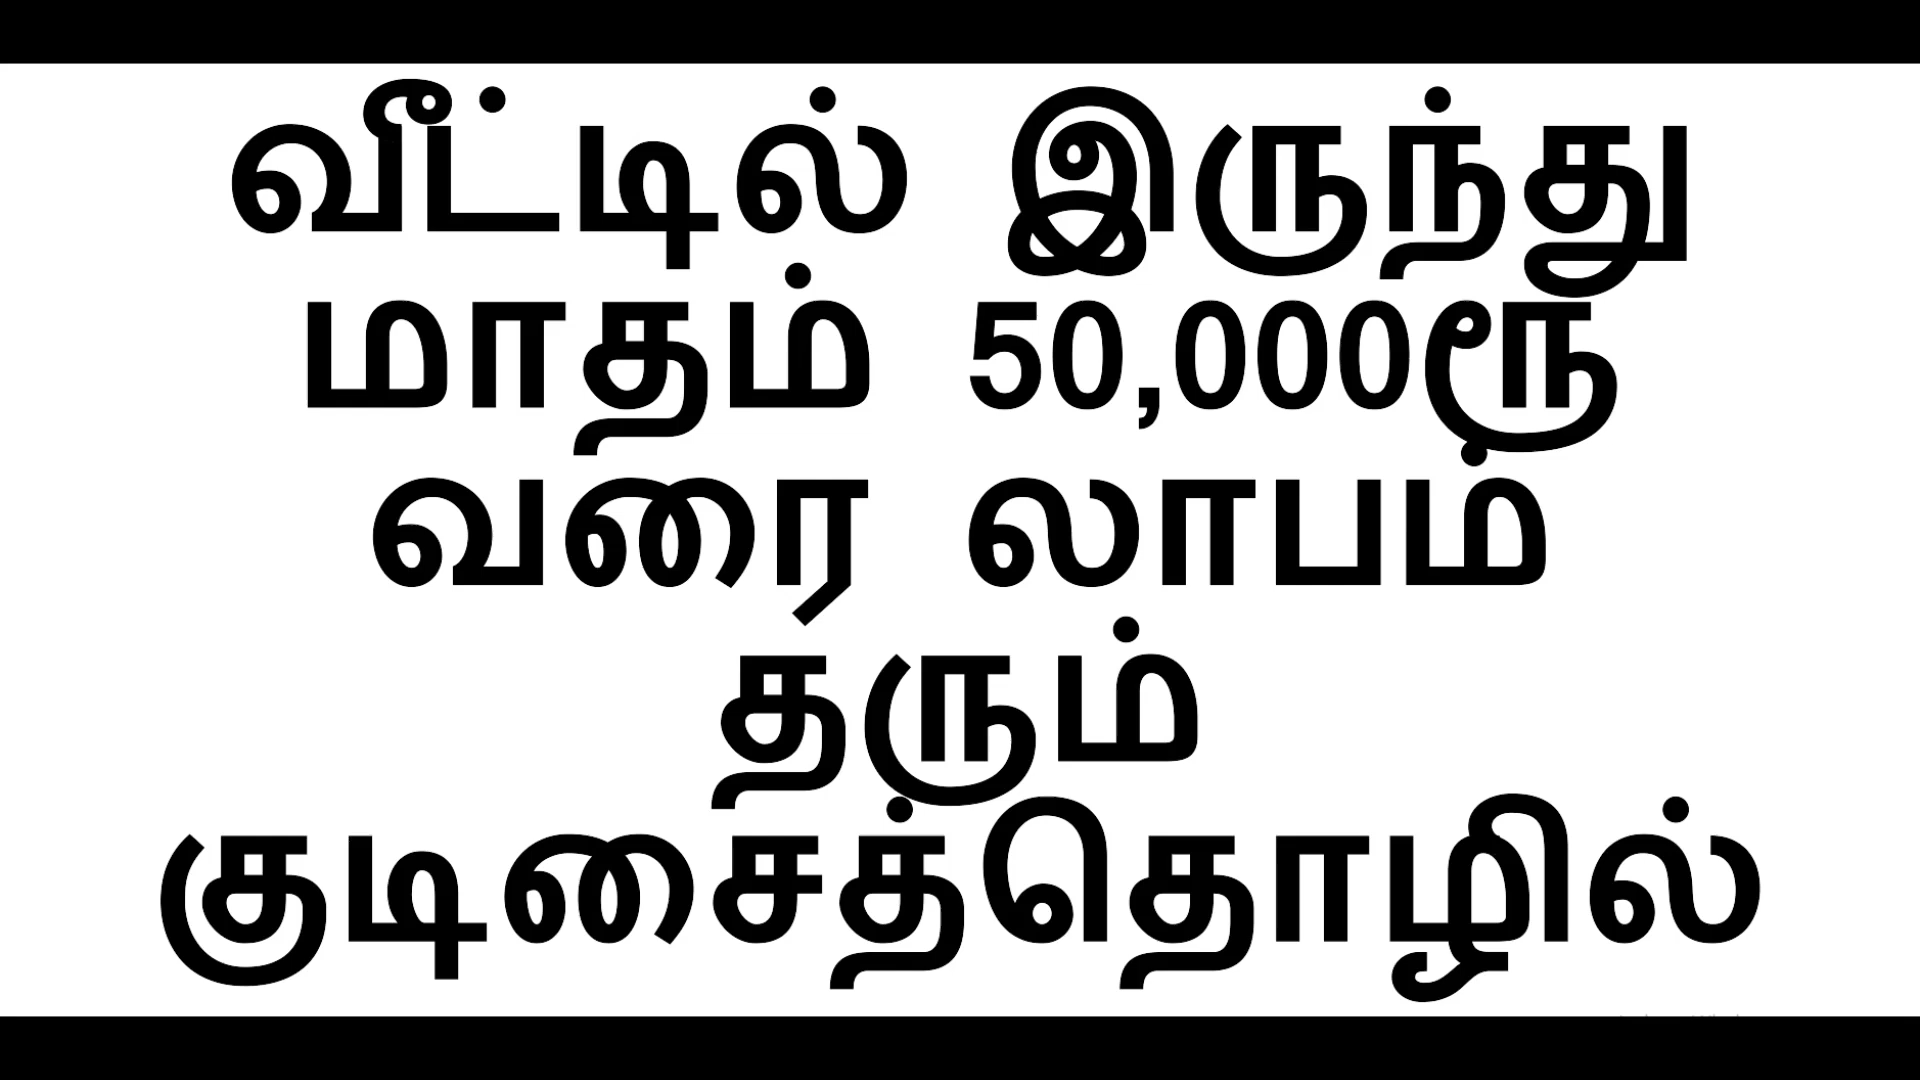 வீட்டில் இருந்து
மாதம் 50,000ரூ
வரை லாபம்
தரும்
குடிசைத்தொழில்